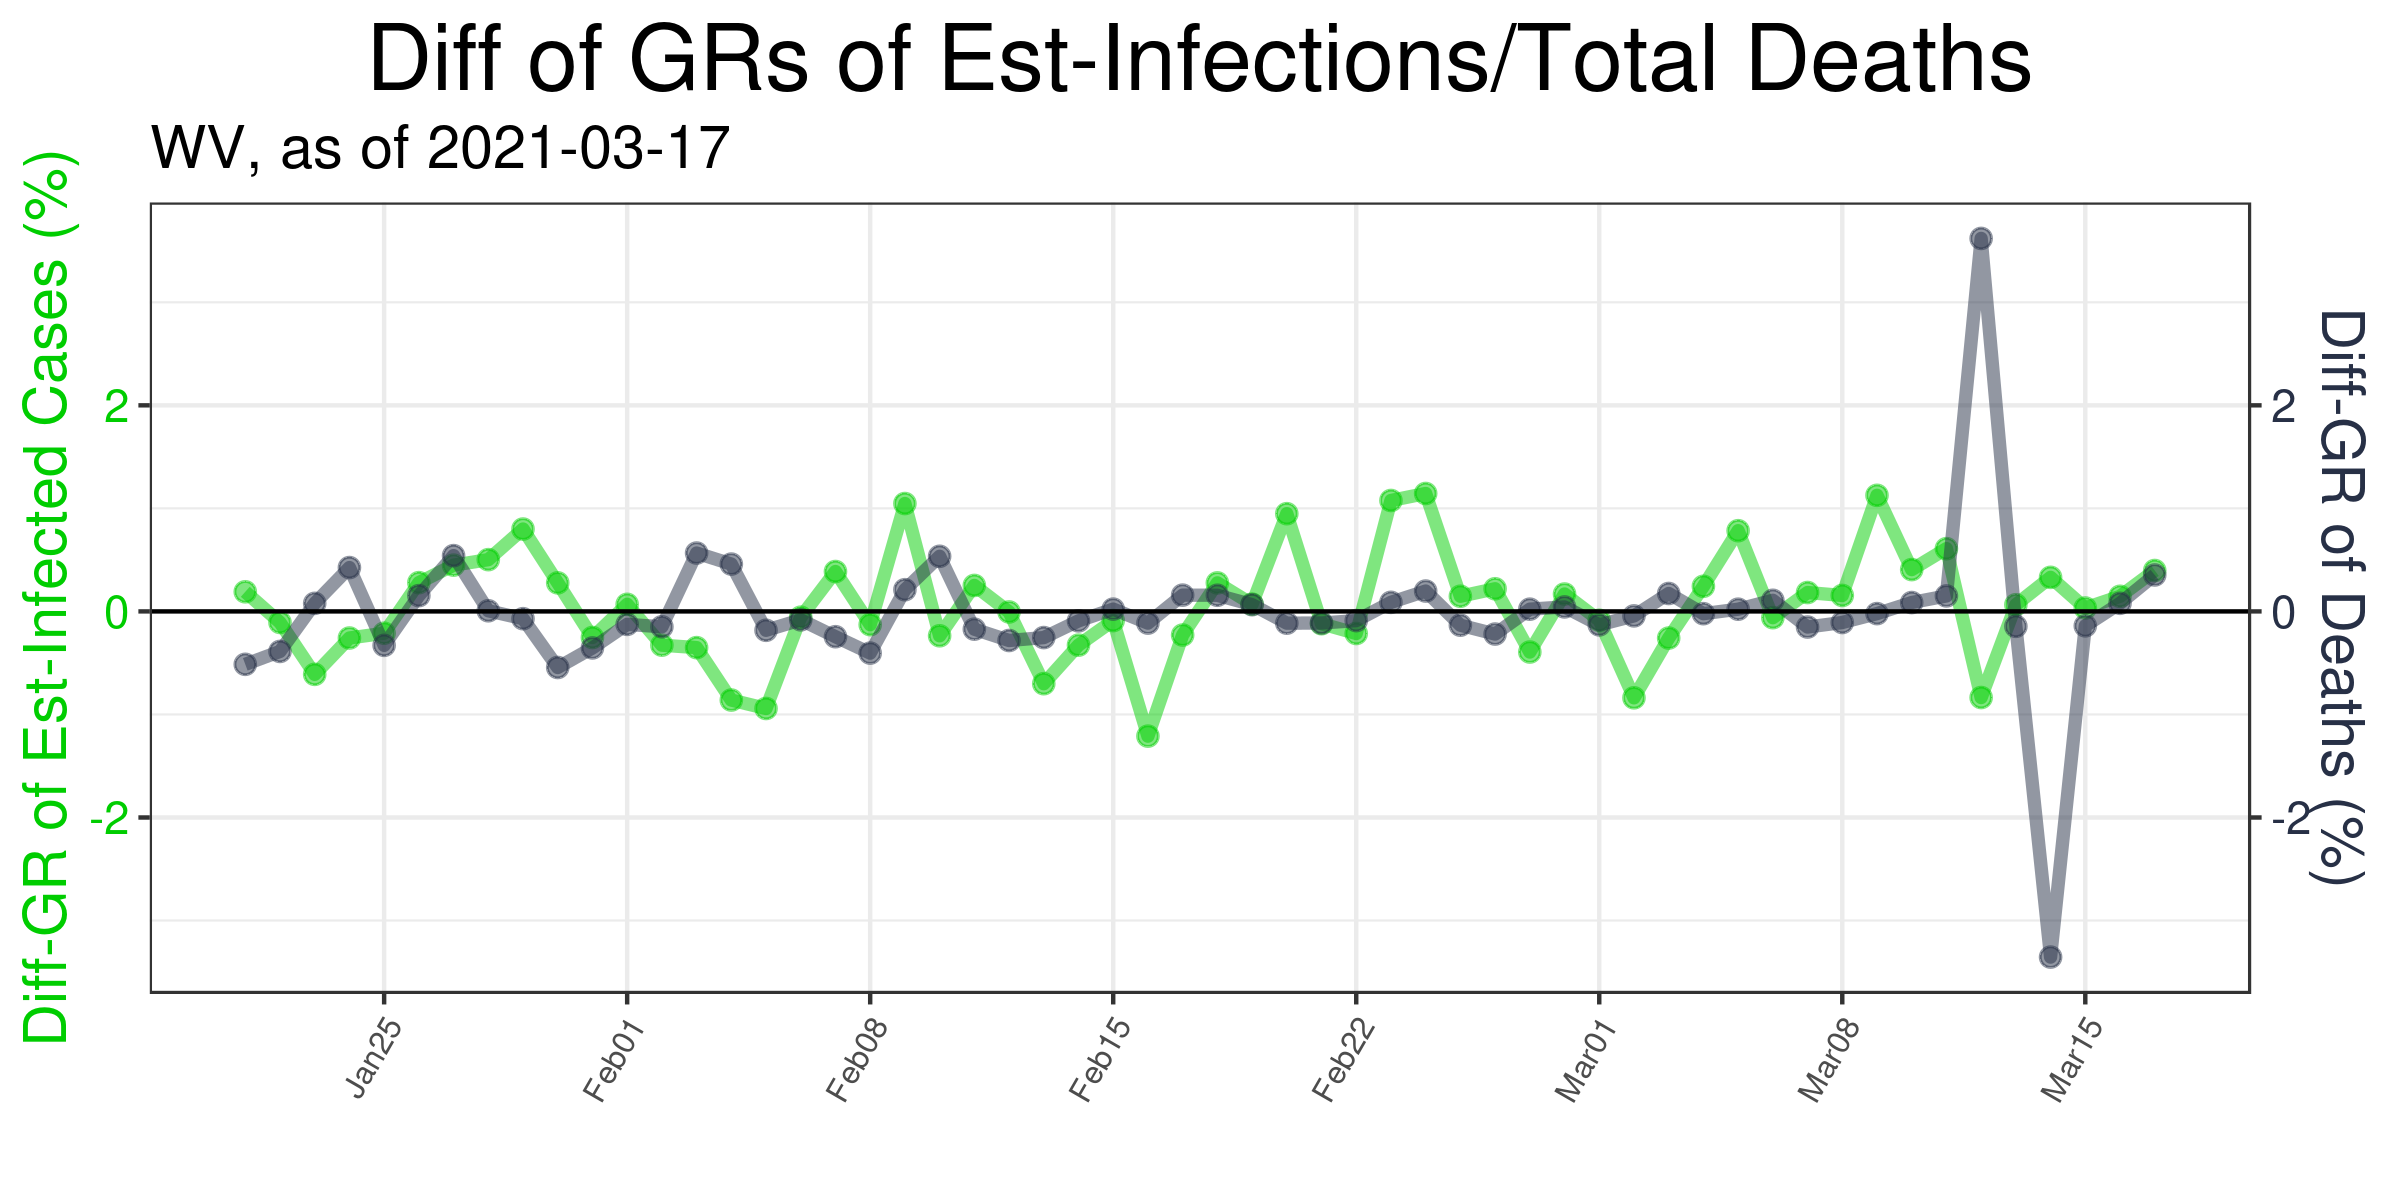 Diff of GRs of Est-Infections/Total Deaths
WV, as of 2021-03-17
Diff-GR of Est-Infected Cases (%)
2
0
-2
2
0
-2
Diff-GR of Deaths (%)
Jan25
Feb01
Feb08
Feb15
Feb22
Mar01
Mar08
Mar15